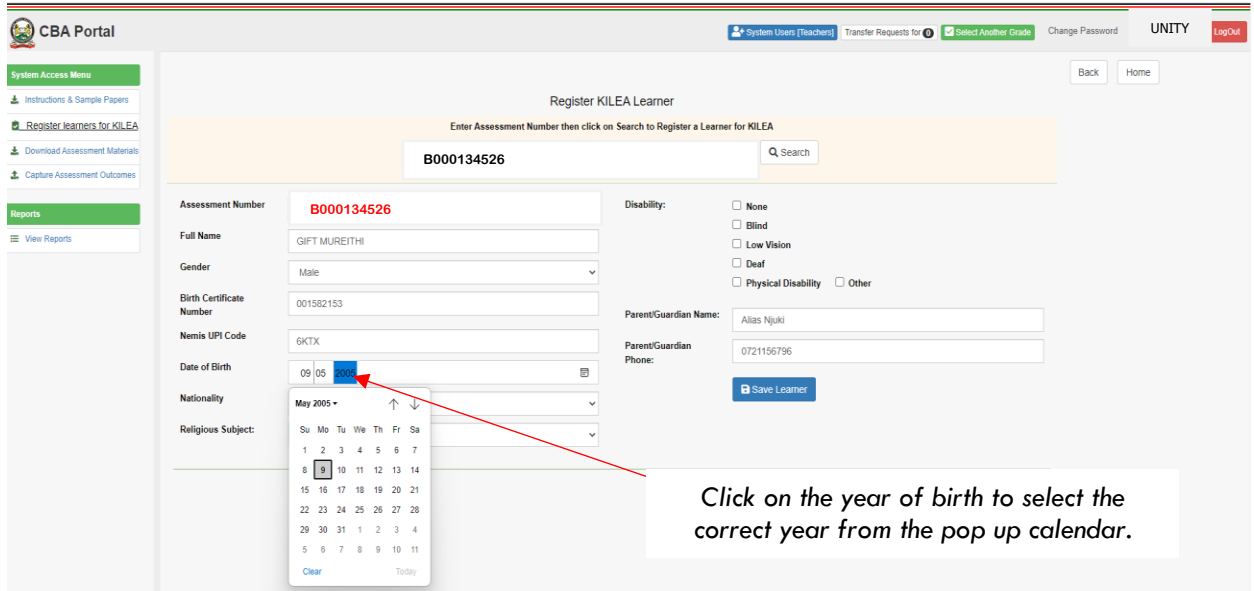 CBA Portal
System Users [Teachers] Transfer Requests for 0 Select Another Grade Change Password UNITY LogOut
System Access Menu
Instructions & Sample Papers
Register learners for KILEA
Download Assessment Materials
Capture Assessment Outcomes
Reports
View Reports
Back Home
Register KILEA Learner
Enter Assessment Number then click on Search to Register a Learner for KILEA
B000134526 Search
Assessment Number B000134526
Full Name GIFT MUREITHI
Gender Male
Birth Certificate
Number 001582153
Nemis UPI Code 6KTX
Date of Birth 09 05 2005
Nationality
Religious Subject:
May 2005
Su Mo Tu We Th Fr Sa
1 2 3 4 5 6 7
8 9 10 11 12 13 14
15 16 17 18 19 20 21
22 23 24 25 26 27 28
29 30 31 1 2 3 4
5 6 7 8 9 10 11
Clear Today
Disability: None
Blind
Low Vision
Deaf
Physical Disability Other
Parent/Guardian Name: Alias Njuki
Parent/Guardian
Phone: 0721156796
Save Learner
Click on the year of birth to select the
correct year from the pop up calendar.